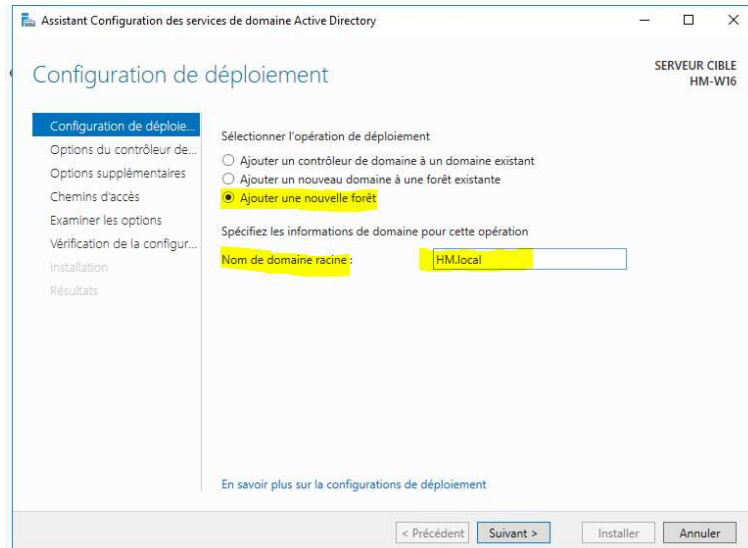 Assistant Configuration des services de domaine Active Directory
Configuration de déploiement
SERVEUR CIBLE
HM-W16
Configuration de déploie...
Options du contrôleur de...
Options supplémentaires
Chemins d'accès
Examiner les options
Vérification de la configur...
Installation
Résultats
Sélectionner l'opération de déploiement
Ajouter un contrôleur de domaine à un domaine existant
Ajouter un nouveau domaine à une forêt existante
Ajouter une nouvelle forêt
Spécifiez les informations de domaine pour cette opération
Nom de domaine racine : HM.local
En savoir plus sur la configurations de déploiement
< Précédent Suivant > Installer Annuler